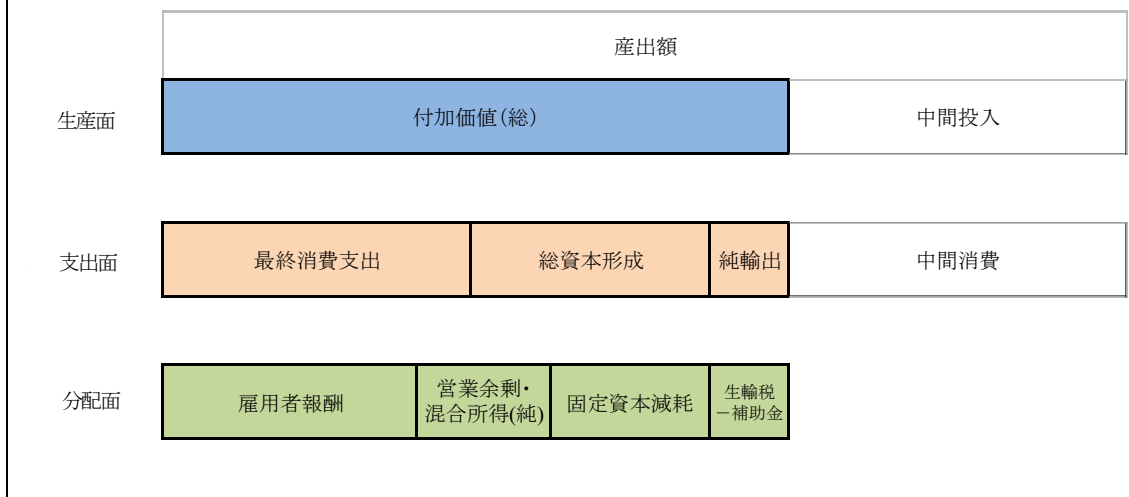 産出額
生産面
付加価値(総)
中間投入
支出面
最終消費支出
総資本形成
純輸出
中間消費
分配面
雇用者報酬
営業余剰・
混合所得(純)
固定資本減耗
生輸税
－補助金